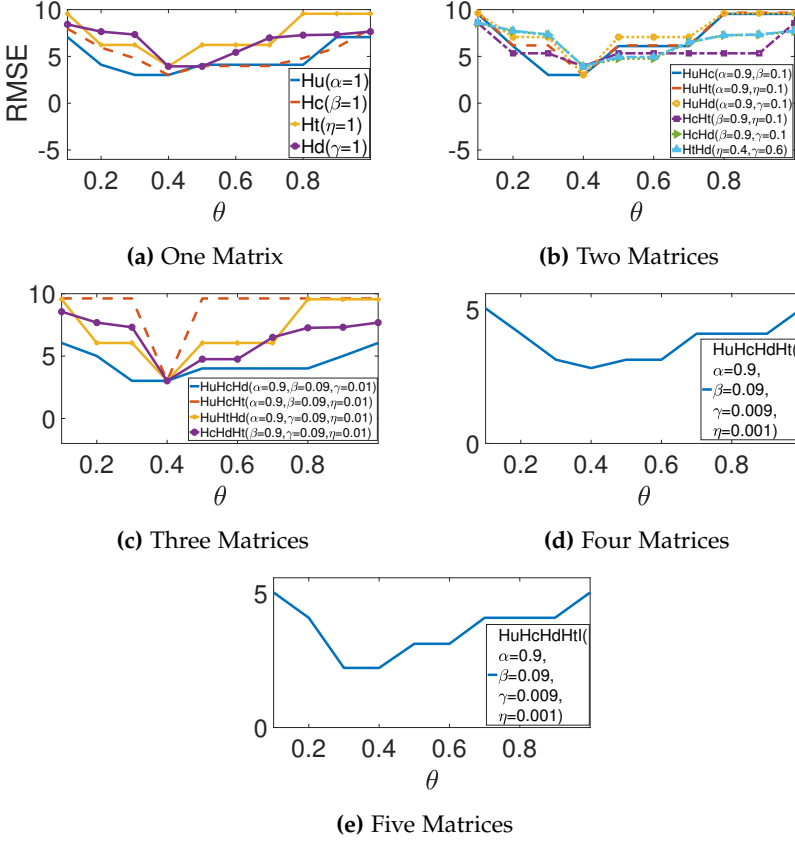 10
5
0
-5
RMSE
0.2 0.4 0.6 0.8
θ
Hu(α=1)
Hc(β=1)
Ht(η=1)
Hd(γ=1)
(a) One Matrix
10
5
0
-5
0.2 0.4 0.6 0.8
θ
HuHc(α=0.9,β=0.1)
HuHt(α=0.9,η=0.1)
HuHd(α=0.9,γ=0.1)
HcHt(β=0.9,η=0.1)
HcHd(β=0.9,γ=0.1
HtHd(η=0.4,γ=0.6)
(b) Two Matrices
10
5
0
0.2 0.4 0.6 0.8
θ
HuHcHd(α=0.9,β=0.09,γ=0.01)
HuHcHt(α=0.9,β=0.09,η=0.01)
HuHtHd(α=0.9,γ=0.09,η=0.01)
HcHdHt(β=0.9,γ=0.09,η=0.01)
(c) Three Matrices
5
0
0.2 0.4 0.6 0.8
θ
HuHcHdHt(
α=0.9,
β=0.09,
γ=0.009,
η=0.001)
(d) Four Matrices
5
0
0.2 0.4 0.6 0.8
θ
HuHcHdHtI(
α=0.9,
β=0.09,
γ=0.009,
η=0.001)
(e) Five Matrices